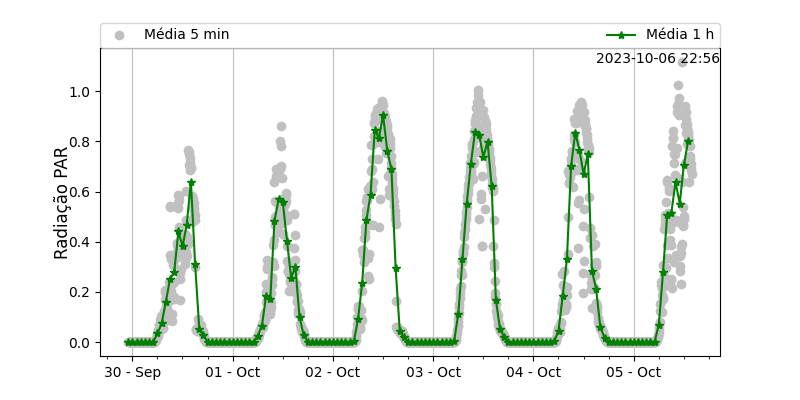 Média 5 min
Média 1 h
2023-10-06 22:56
Radiação PAR
1.0
0.8
0.6
0.4
0.2
0.0
30 - Sep
01 - Oct
02 - Oct
03 - Oct
04 - Oct
05 - Oct